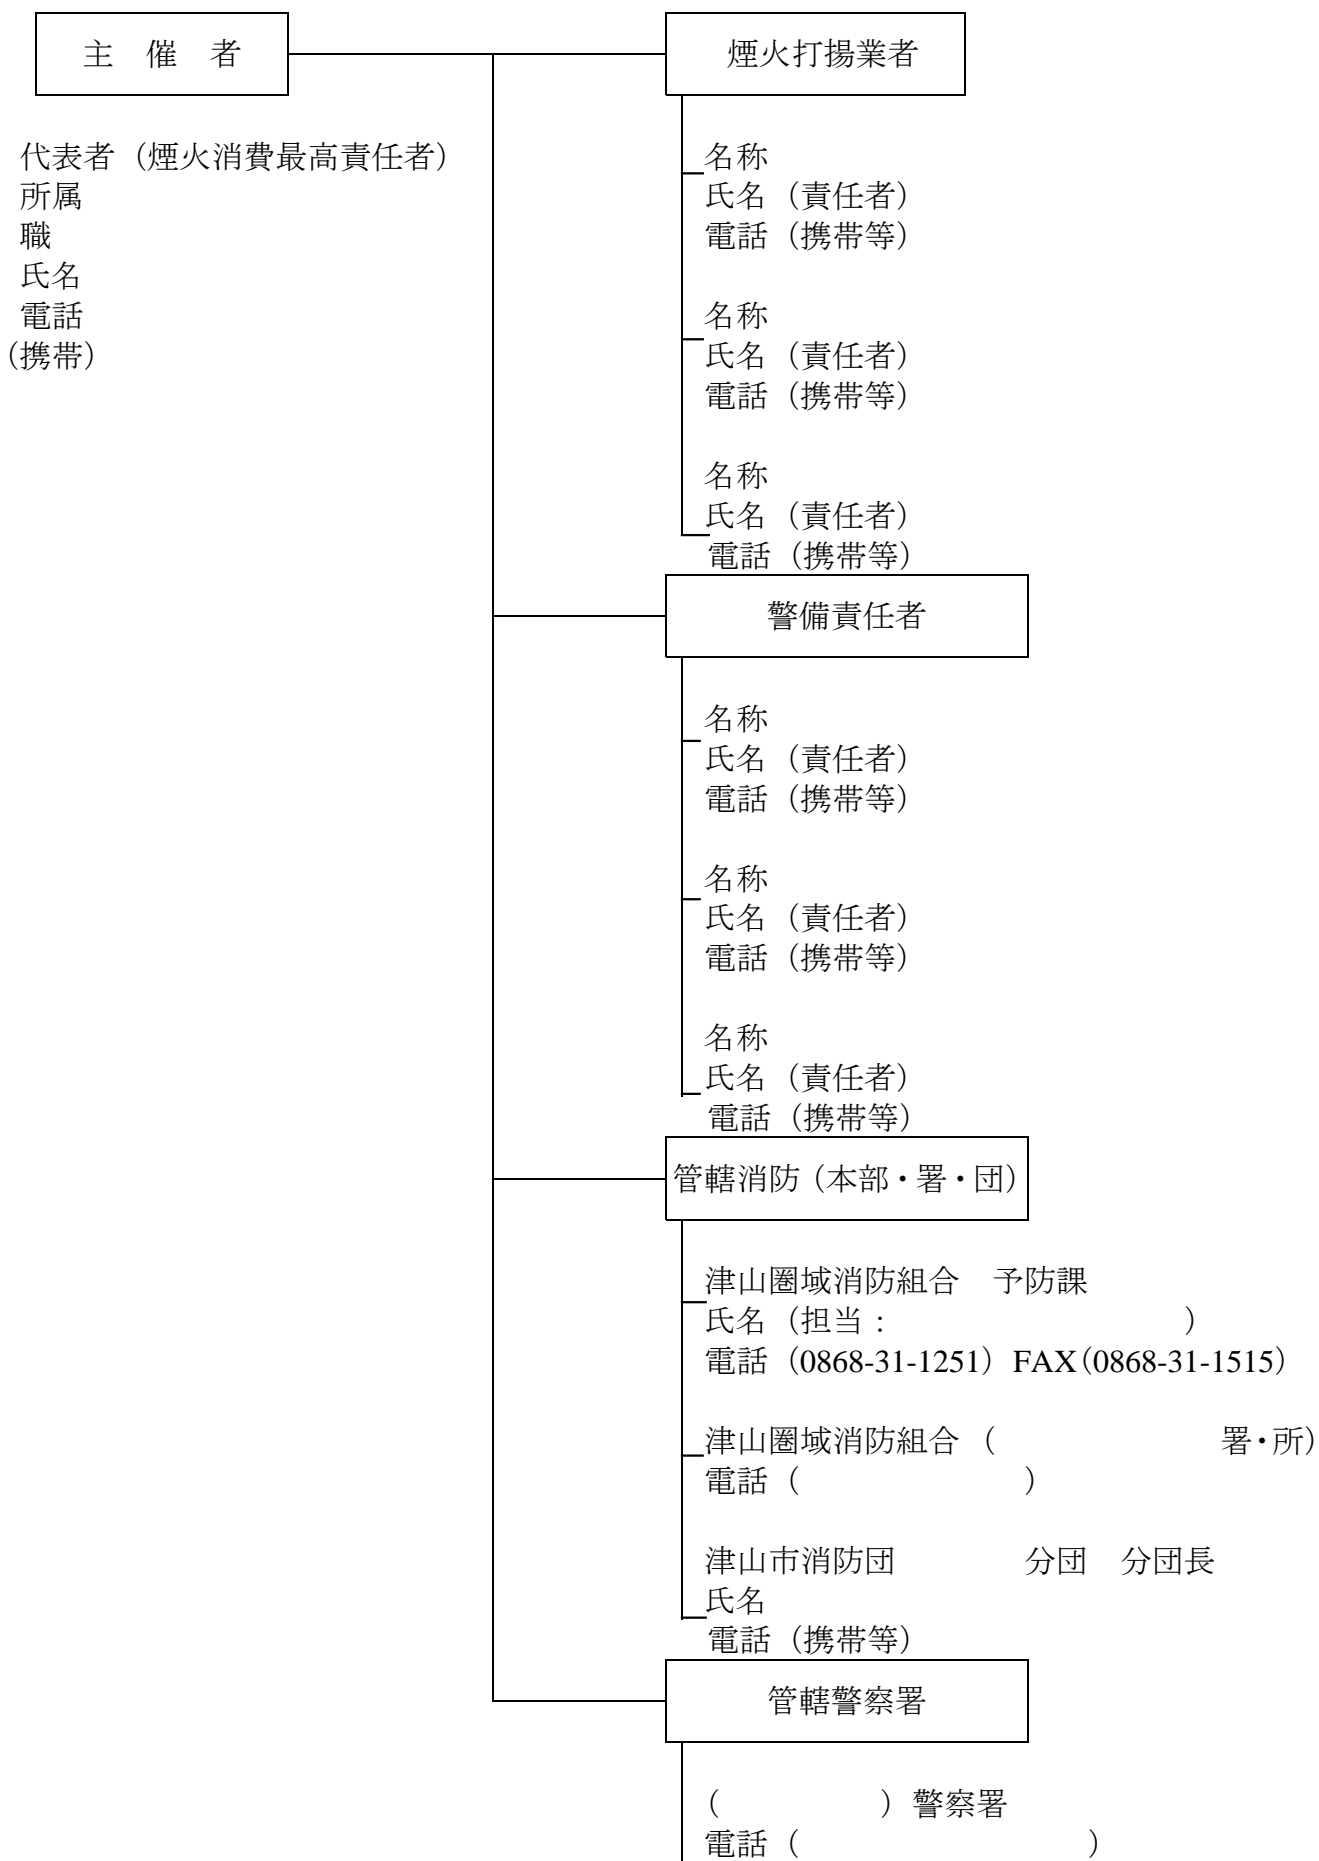 主　催　者
代表者（煙火消費最高責任者）
所属
職
氏名
電話
（携帯）
煙火打揚業者
名称
氏名（責任者）
電話（携帯等）
名称
氏名（責任者）
電話（携帯等）
名称
氏名（責任者）
電話（携帯等）
警備責任者
名称
氏名（責任者）
電話（携帯等）
名称
氏名（責任者）
電話（携帯等）
名称
氏名（責任者）
電話（携帯等）
管轄消防（本部・署・団）
津山圏域消防組合　予防課
氏名（担当：　　　　　　　　　）
電話（0868-31-1251）FAX（0868-31-1515）
津山圏域消防組合（　　　　　　　署・所）
電話（　　　　　　　）
津山市消防団　　　　分団　分団長
氏名
電話（携帯等）
管轄警察署
（　　　　　）警察署
電話（　　　　　　　　　）